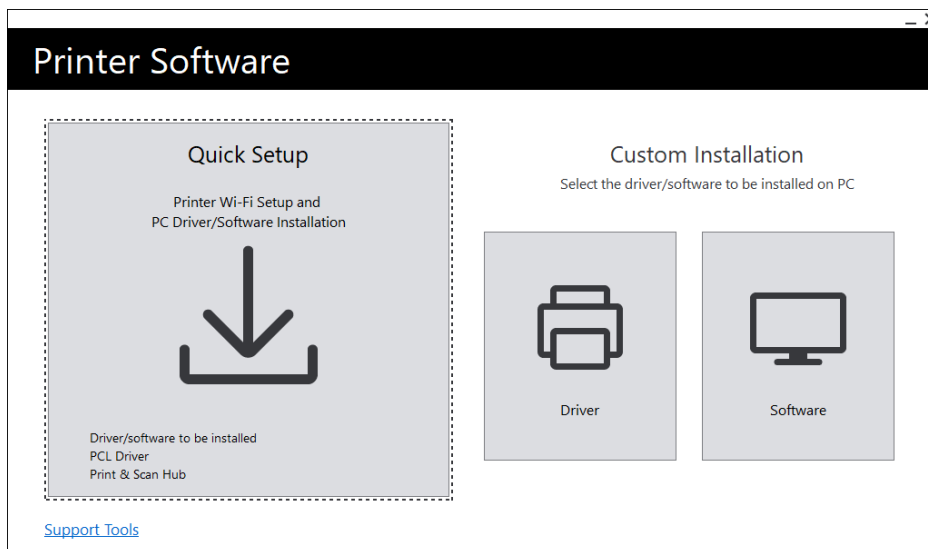 Printer Software
Quick Setup
Printer Wi-Fi Setup and
PC Driver/Software Installation
Driver/software to be installed
PCL Driver
Print & Scan Hub
Custom Installation
Select the driver/software to be installed on PC
Driver
Software
Support Tools